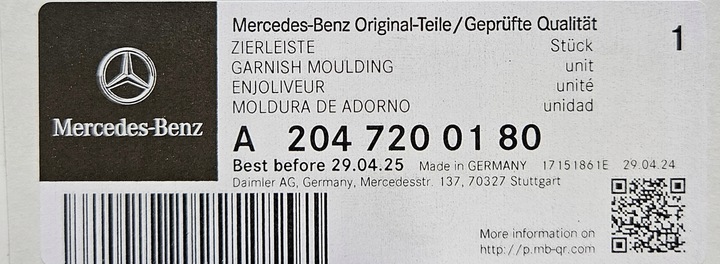 Mercedes-Benz
Mercedes-Benz Original-Teile/Geprüfte Qualität
ZIERLEISTE Stück 1
GARNISH MOULDING unit
ENJOLIVEUR unité
MOLDURA DE ADORNO unidad
A 204 720 01 80
Best before 29.04.25 Made in GERMANY 17151861E 29.04.24
Daimler AG, Germany, Mercedesstr. 137, 70327 Stuttgart
More information on
http://p.mb-qr.com